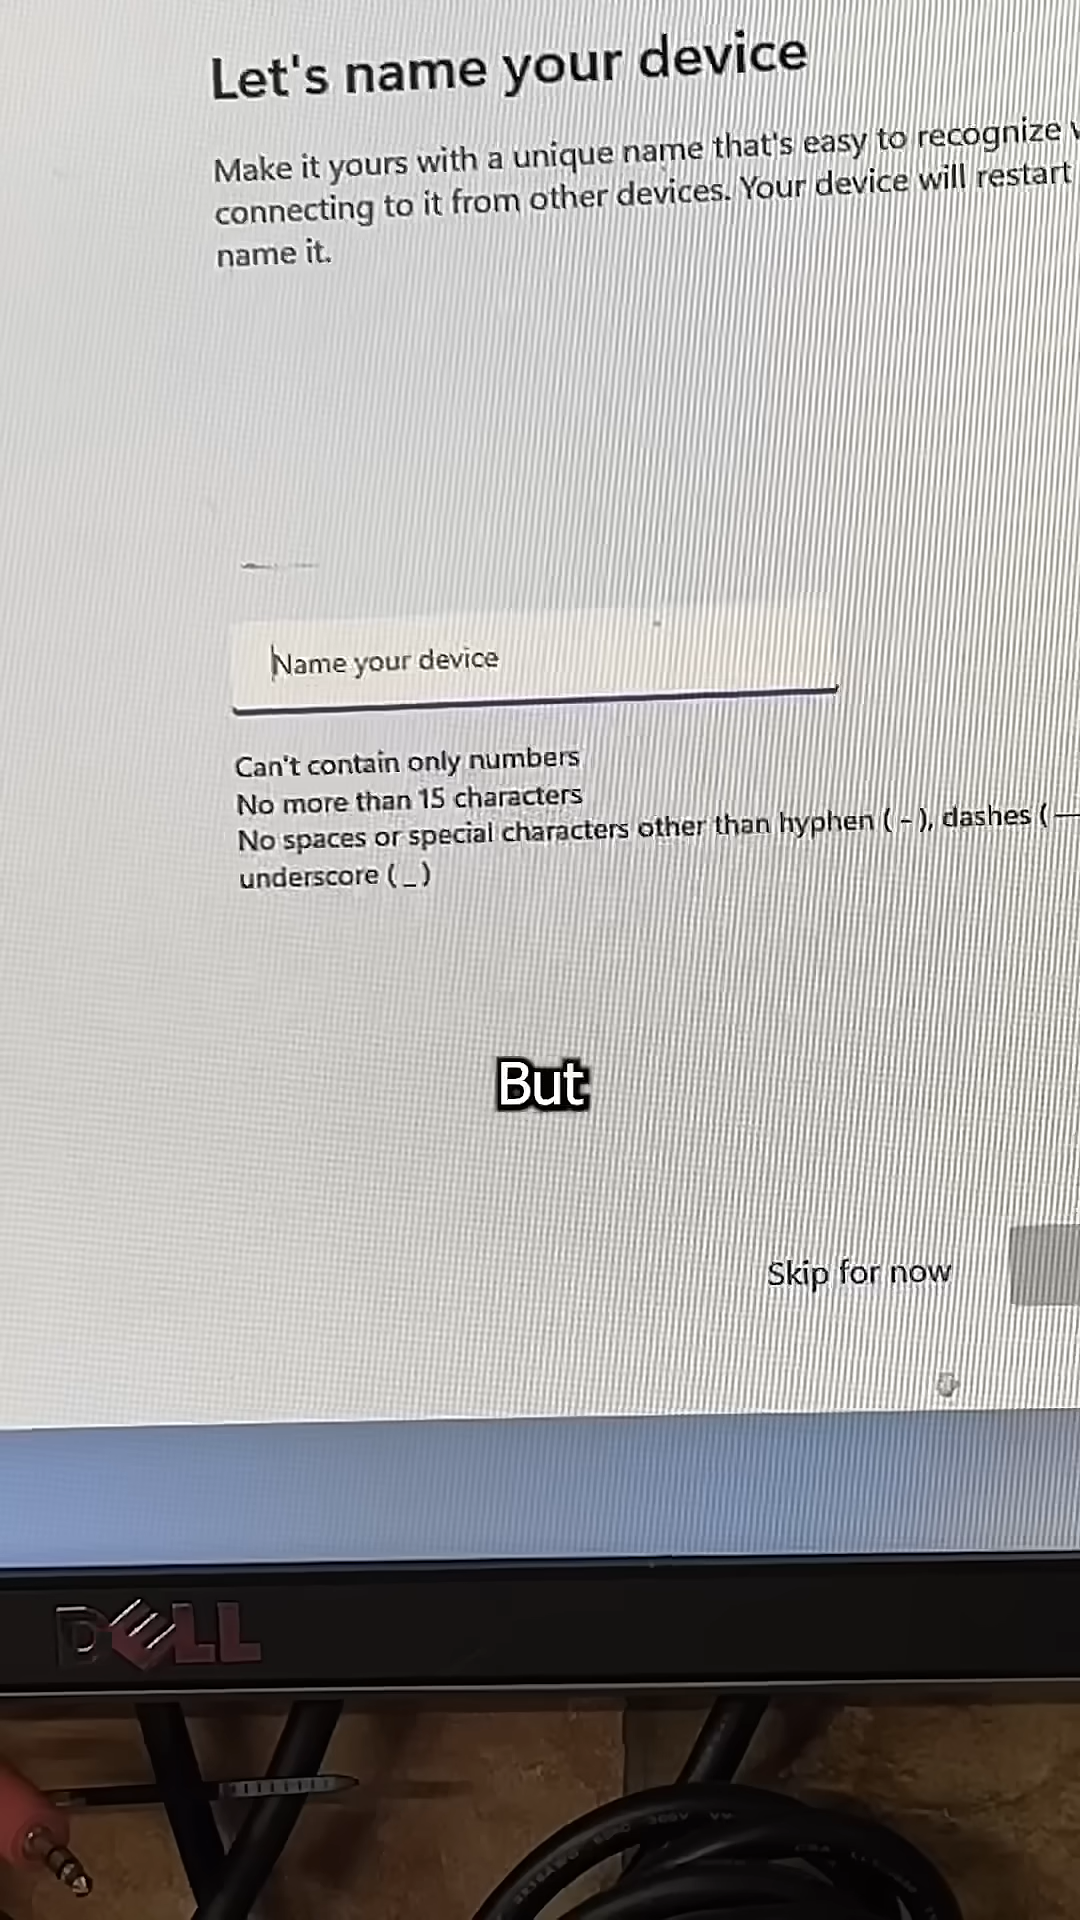 Let's name your device
Make it yours with a unique name that's easy to recognize
connecting to it from other devices. Your device will restart
name it.
Name your device
Can't contain only numbers
No more than 15 characters
No spaces or special characters other than hyphen ( - ), dashes ( —
underscore ( _ )
But
Skip for now
DELL